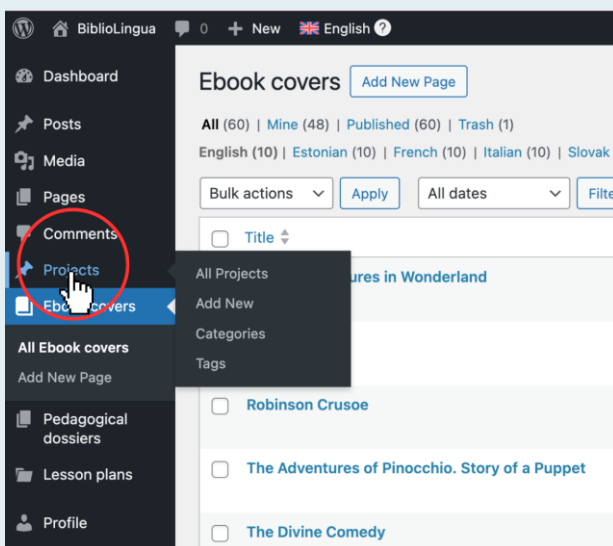 BiblioLingua 0 + New English ?
Dashboard
Posts
Media
Pages
Comments
Projects
Ebook covers
All Ebook covers
Add New Page
Pedagogical
dossiers
Lesson plans
Profile
Ebook covers Add New Page
All (60) | Mine (48) | Published (60) | Trash (1)
English (10) | Estonian (10) | French (10) | Italian (10) | Slovak
Bulk actions Apply All dates Filte
Title
All Projects
Add New
Categories
Tags
ures in Wonderland
Robinson Crusoe
The Adventures of Pinocchio. Story of a Puppet
The Divine Comedy